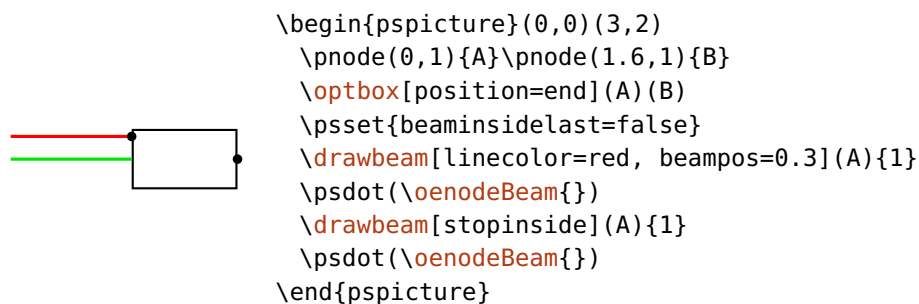 \begin{pspicture}(0,0)(3,2)
\pnode(0,1){A}\pnode(1.6,1){B}
\optbox[position=end](A)(B)
\psset{beaminsidelast=false}
\drawbeam[linecolor=red, beampos=0.3](A){1}
\psdot(\oenodeBeam{})
\drawbeam[stopinside](A){1}
\psdot(\oenodeBeam{})
\end{pspicture}